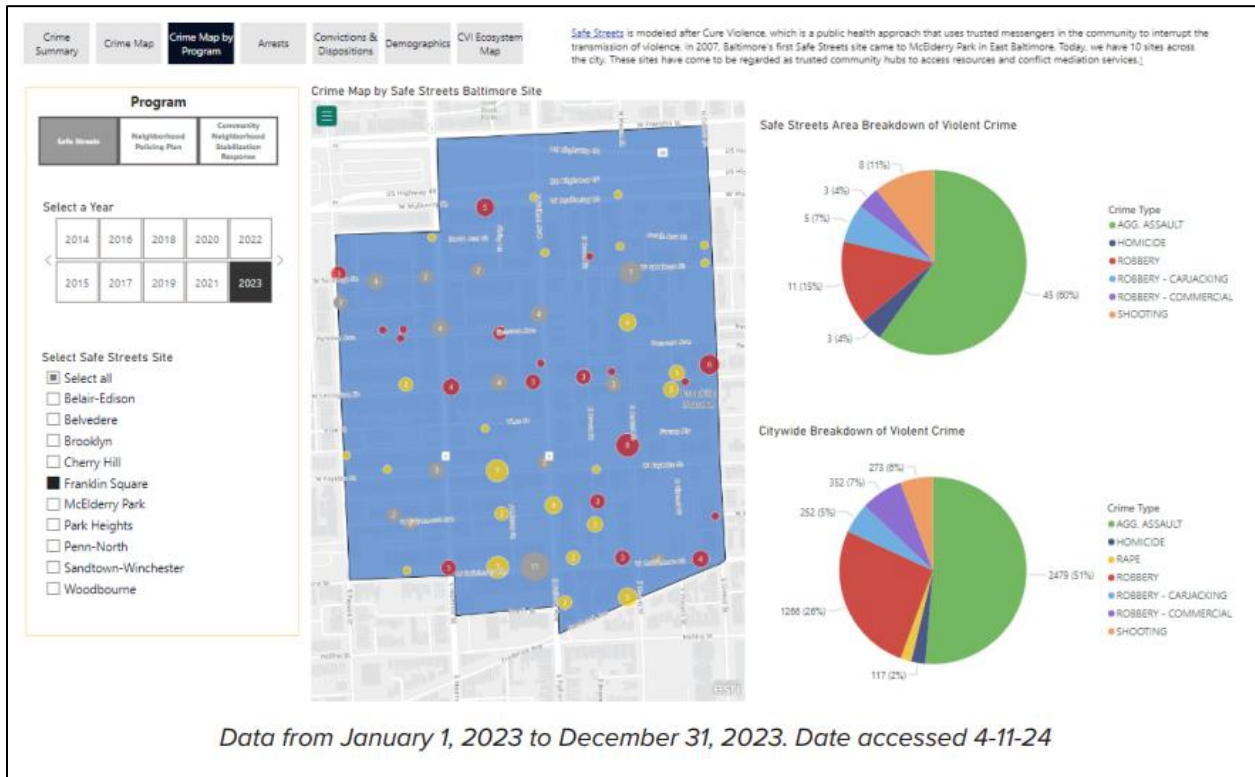 Crime
Summary
Crime Map
Crime Map by
Program
Arrests
Convictions &
Dispositions
Demographics
CVI Ecosystem
Map
Safe Streets is modeled after Cure Violence, which is a public health approach that uses trusted messengers in the community to interrupt the
transmission of violence. In 2007, Baltimore's first Safe Streets site came to McElderry Park in East Baltimore. Today, we have 10 sites across
the city. These sites have come to be regarded as trusted community hubs to access resources and conflict mediation services.
Program
Safe Streets
Neighborhood
Policing Plan
Community
Neighborhood
Stabilization
Response
Select a Year
2014 2016 2018 2020 2022
2015 2017 2019 2021 2023
Select Safe Streets Site
Select all
Belair-Edison
Belvedere
Brooklyn
Cherry Hill
Franklin Square
McElderry Park
Park Heights
Penn-North
Sandtown-Winchester
Woodbourne
Crime Map by Safe Streets Baltimore Site
US Highway 40
esri
Safe Streets Area Breakdown of Violent Crime
8 (11%)
3 (4%)
5 (7%)
11 (15%)
3 (4%)
45 (60%)
Crime Type
AGG. ASSAULT
HOMICIDE
ROBBERY
ROBBERY - CARJACKING
ROBBERY - COMMERCIAL
SHOOTING
Citywide Breakdown of Violent Crime
273 (6%)
352 (7%)
252 (5%)
1266 (26%)
117 (2%)
2479 (51%)
Crime Type
AGG. ASSAULT
HOMICIDE
RAPE
ROBBERY
ROBBERY - CARJACKING
ROBBERY - COMMERCIAL
SHOOTING
Data from January 1, 2023 to December 31, 2023. Date accessed 4-11-24